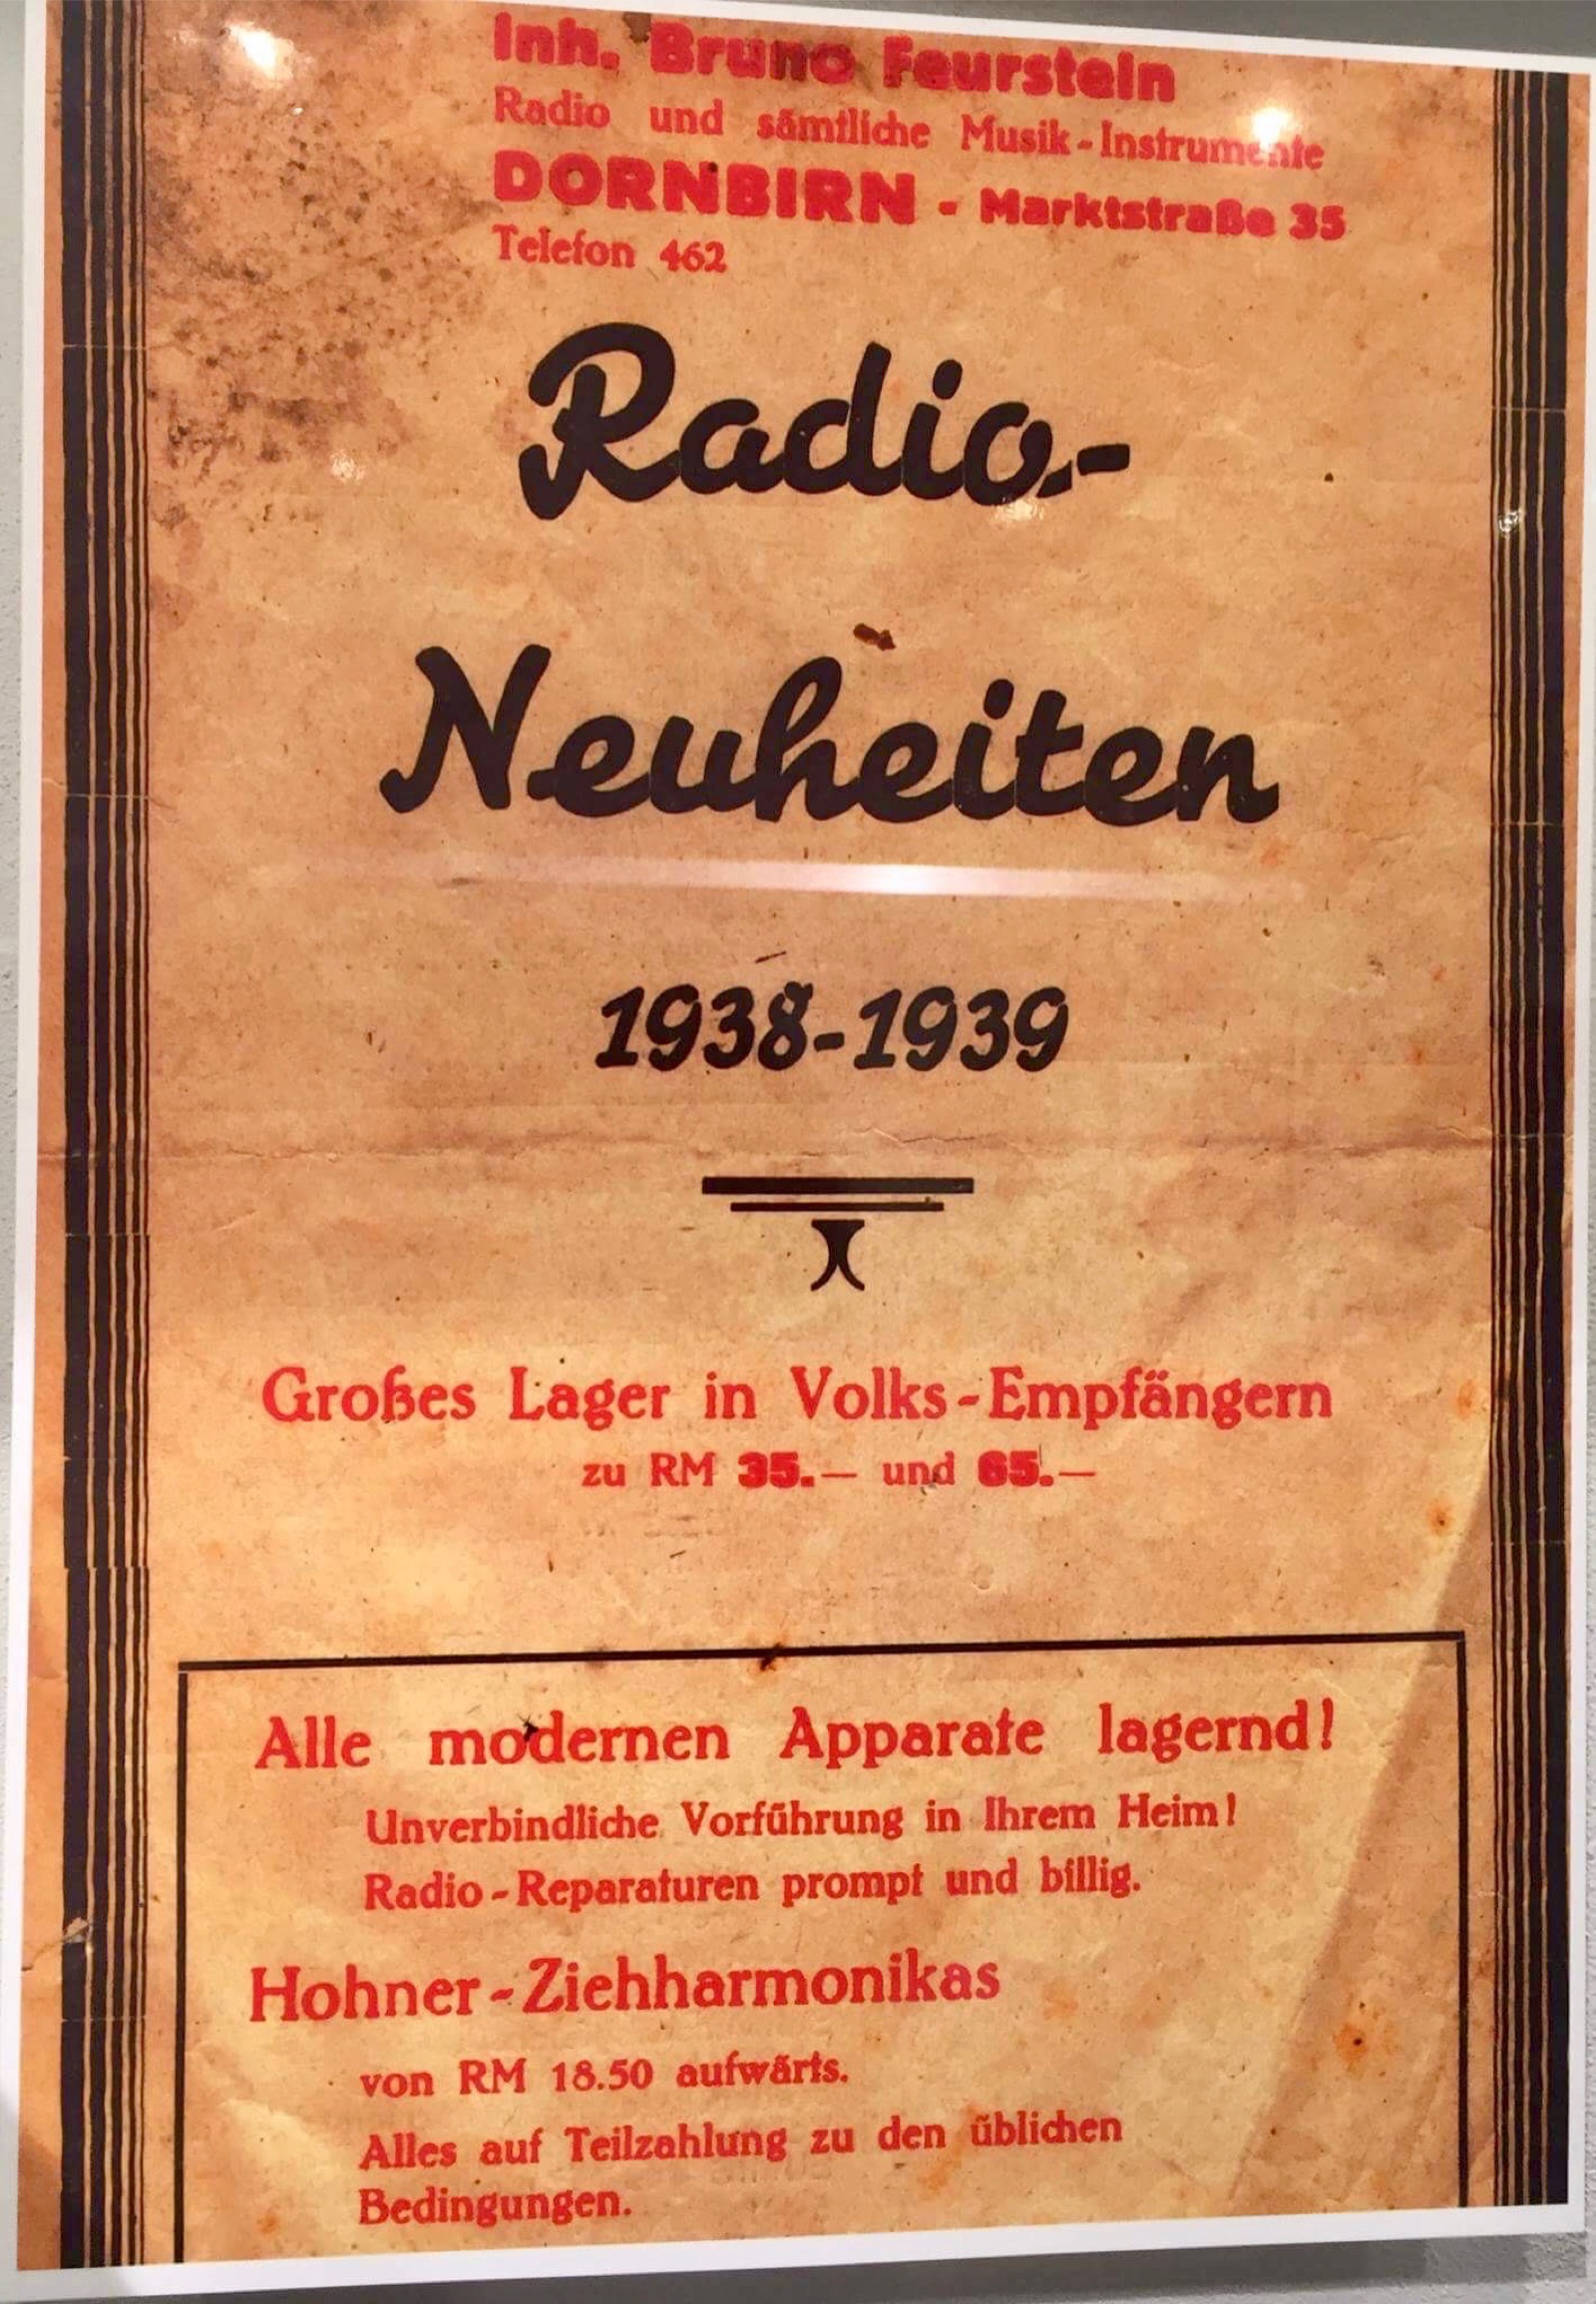 Inh. Bruno Feurstein
Radio und sämtliche Musik-Instrumente
DORNBIRN - Marktstraße 35
Telefon 462
Radio-
Neuheiten
1938-1939
Großes Lager in Volks-Empfängern
zu RM 35.— und 65.—
Alle modernen Apparate lagernd!
Unverbindliche Vorführung in Ihrem Heim!
Radio-Reparaturen prompt und billig.
Hohner-Ziehharmonikas
von RM 18.50 aufwärts.
Alles auf Teilzahlung zu den üblichen
Bedingungen.